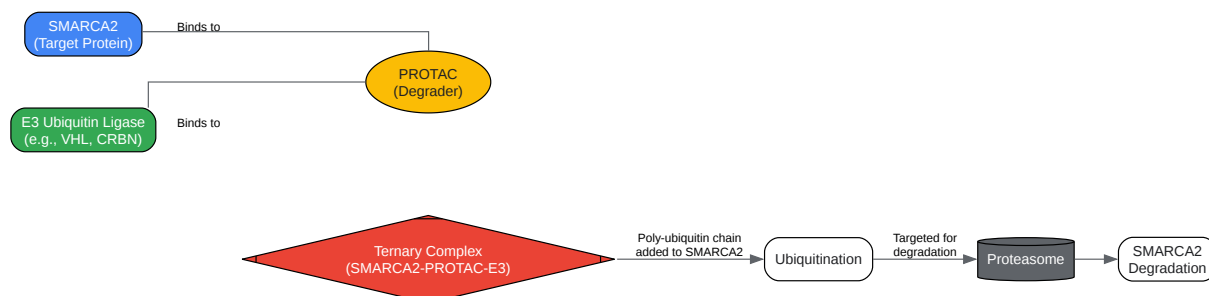 SMARCA2
(Target Protein)
Binds to
PROTAC
(Degrader)
E3 Ubiquitin Ligase
(e.g., VHL, CRBN)
Binds to
Ternary Complex
(SMARCA2-PROTAC-E3)
Poly-ubiquitin chain
added to SMARCA2
Ubiquitination
Targeted for
degradation
Proteasome
SMARCA2
Degradation